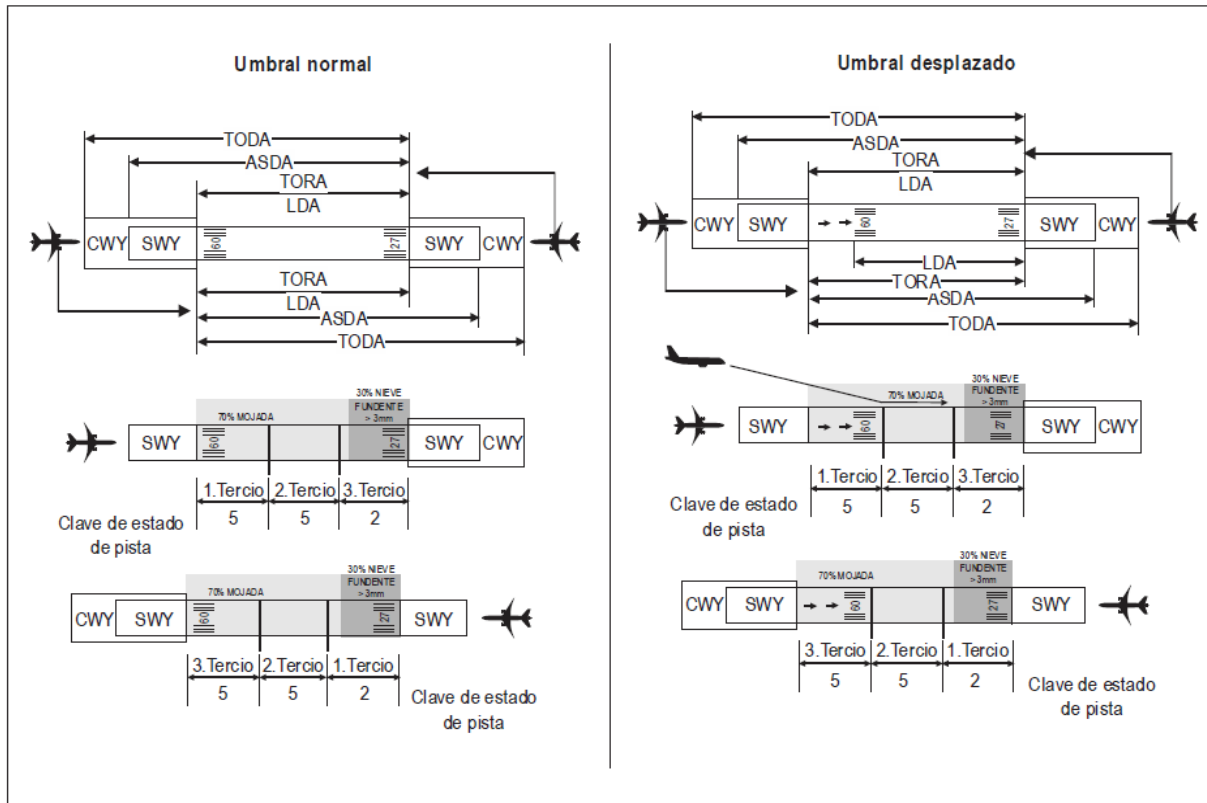 Umbral normal
TODA
ASDA
TORA
LDA
CWY SWY 09 27 SWY CWY
TORA
LDA
ASDA
TODA
30% NIEVE
FUNDENTE
> 3mm
70% MOJADA
SWY 09 27 SWY CWY
1.Tercio 2.Tercio 3.Tercio
5 5 2
Clave de estado
de pista
30% NIEVE
FUNDENTE
>3mm
70% MOJADA
CWY SWY 09 27 SWY
3.Tercio 2.Tercio 1.Tercio
5 5 2
Clave de estado
de pista
Umbral desplazado
TODA
ASDA
TORA
LDA
CWY SWY 09 27 SWY CWY
LDA
TORA
ASDA
TODA
30% NIEVE
FUNDENTE
> 3mm
70% MOJADA
SWY 09 27 SWY CWY
1.Tercio 2.Tercio 3.Tercio
5 5 2
Clave de estado
de pista
30% NIEVE
FUNDENTE
> 3mm
70% MOJADA
CWY SWY 09 27 SWY
3.Tercio 2.Tercio 1.Tercio
5 5 2
Clave de estado
de pista